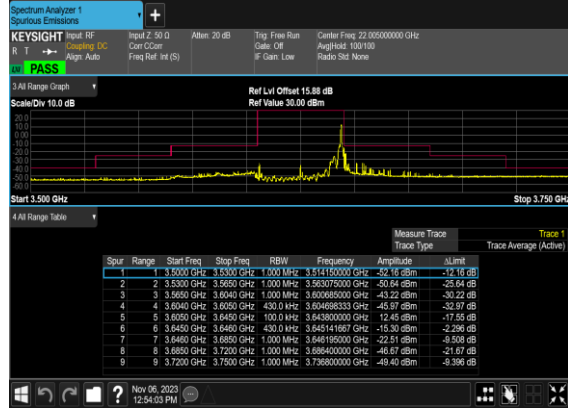 Spectrum Analyzer 1
Spurious Emissions
+
KEYSIGHT Input: RF Input Z: 50 Ω Atten: 20 dB Trig: Free Run Center Freq: 22.005000000 GHz
R T Coupling: DC Corr CCorr Gate: Off Avg|Hold: 100/100
Align: Auto Freq Ref: Int (S) IF Gain: Low Radio Std: None
PASS
3 All Range Graph Ref Lvl Offset 15.88 dB
Scale/Div 10.0 dB Ref Value 30.00 dBm
20.0
10.0
0.00
-10.0
-20.0
-30.0
-40.0
-50.0
-60.0
Start 3.500 GHz Stop 3.750 GHz
4 All Range Table
Measure Trace Trace 1
Trace Type Trace Average (Active)
Spur Range Start Freq Stop Freq RBW Frequency Amplitude ΔLimit
1 1 3.5000 GHz 3.5300 GHz 1.000 MHz 3.514150000 GHz -52.16 dBm -12.16 dB
2 2 3.5300 GHz 3.5650 GHz 1.000 MHz 3.563075000 GHz -50.64 dBm -25.64 dB
3 3 3.5650 GHz 3.6040 GHz 1.000 MHz 3.600685000 GHz -43.22 dBm -30.22 dB
4 4 3.6040 GHz 3.6050 GHz 430.0 kHz 3.604698333 GHz -45.97 dBm -32.97 dB
5 5 3.6050 GHz 3.6450 GHz 100.0 kHz 3.643800000 GHz 12.45 dBm -17.55 dB
6 6 3.6450 GHz 3.6460 GHz 430.0 kHz 3.645141667 GHz -15.30 dBm -2.296 dB
7 7 3.6460 GHz 3.6850 GHz 1.000 MHz 3.646195000 GHz -22.51 dBm -9.508 dB
8 8 3.6850 GHz 3.7200 GHz 1.000 MHz 3.686400000 GHz -46.67 dBm -21.67 dB
9 9 3.7200 GHz 3.7500 GHz 1.000 MHz 3.736800000 GHz -49.40 dBm -9.396 dB
? Nov 06, 2023
12:54:03 PM